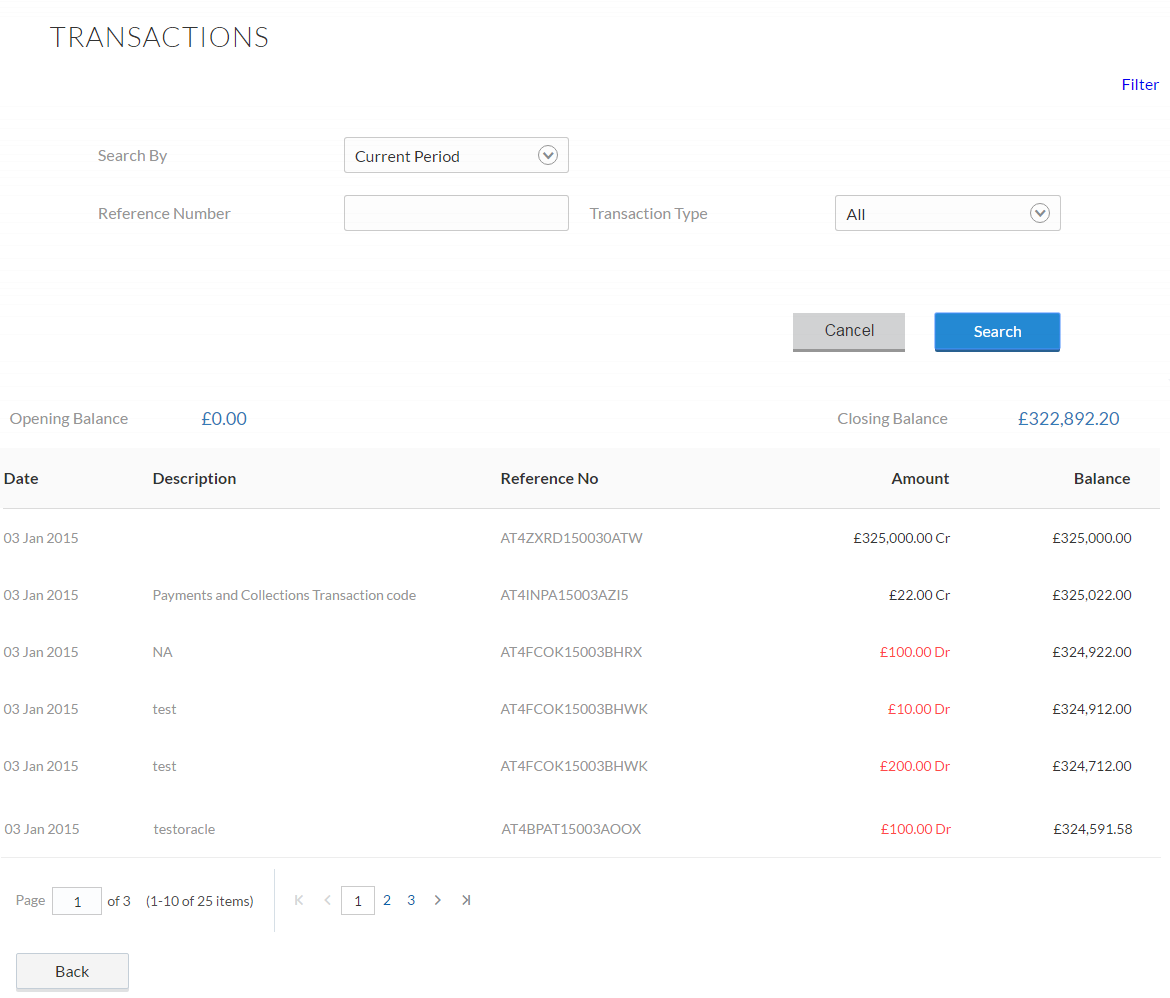 TRANSACTIONS
Filter
Search By Current Period
Reference Number Transaction Type All
Cancel Search
Opening Balance £0.00 Closing Balance £322,892.20
Date Description Reference No Amount Balance
03 Jan 2015 AT4ZXRD150030ATW £325,000.00 Cr £325,000.00
03 Jan 2015 Payments and Collections Transaction code AT4INPA15003AZI5 £22.00 Cr £325,022.00
03 Jan 2015 NA AT4FCOK15003BHRX £100.00 Dr £324,922.00
03 Jan 2015 test AT4FCOK15003BHWK £10.00 Dr £324,912.00
03 Jan 2015 test AT4FCOK15003BHWK £200.00 Dr £324,712.00
03 Jan 2015 testoracle AT4BPAT15003AOOX £100.00 Dr £324,591.58
Page 1 of 3 (1-10 of 25 items) 1 2 3
Back